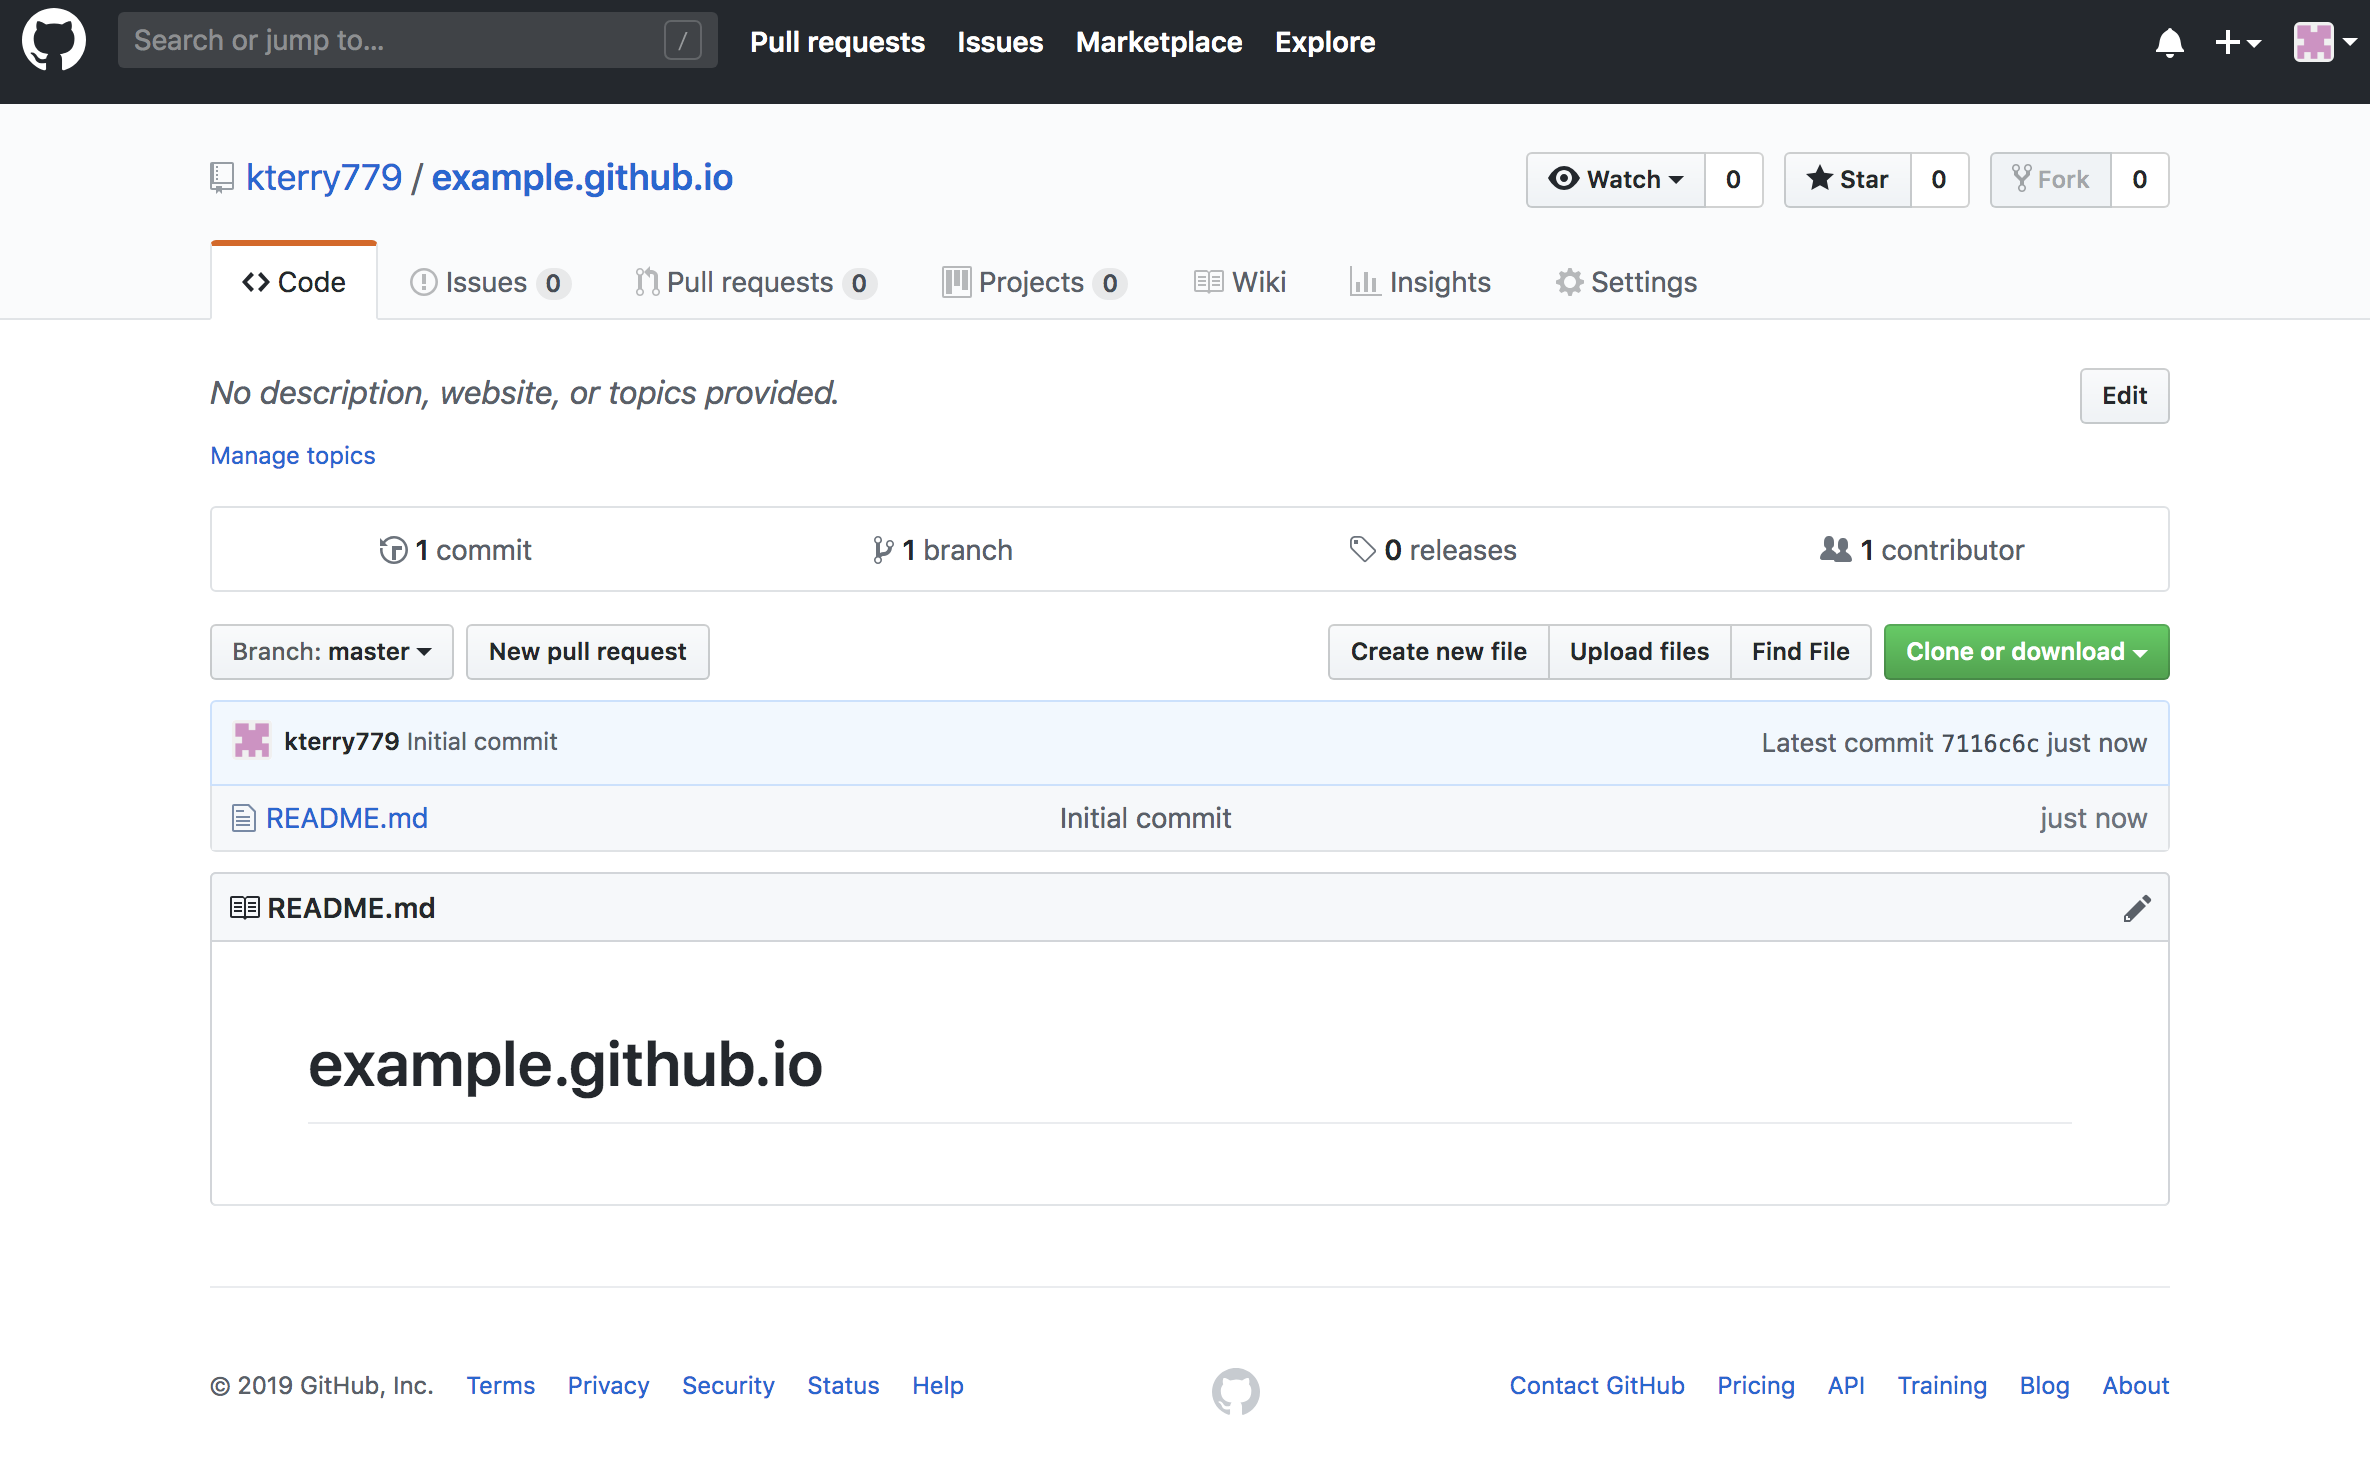 Search or jump to... /
Pull requests Issues Marketplace Explore
kterry779 / example.github.io
Watch 0 Star 0 Fork 0
Code Issues 0 Pull requests 0 Projects 0 Wiki Insights Settings
No description, website, or topics provided.
Edit
Manage topics
1 commit 1 branch 0 releases 1 contributor
Branch: master New pull request Create new file Upload files Find File Clone or download
kterry779 Initial commit Latest commit 7116c6c just now
README.md Initial commit just now
README.md
example.github.io
© 2019 GitHub, Inc. Terms Privacy Security Status Help Contact GitHub Pricing API Training Blog About